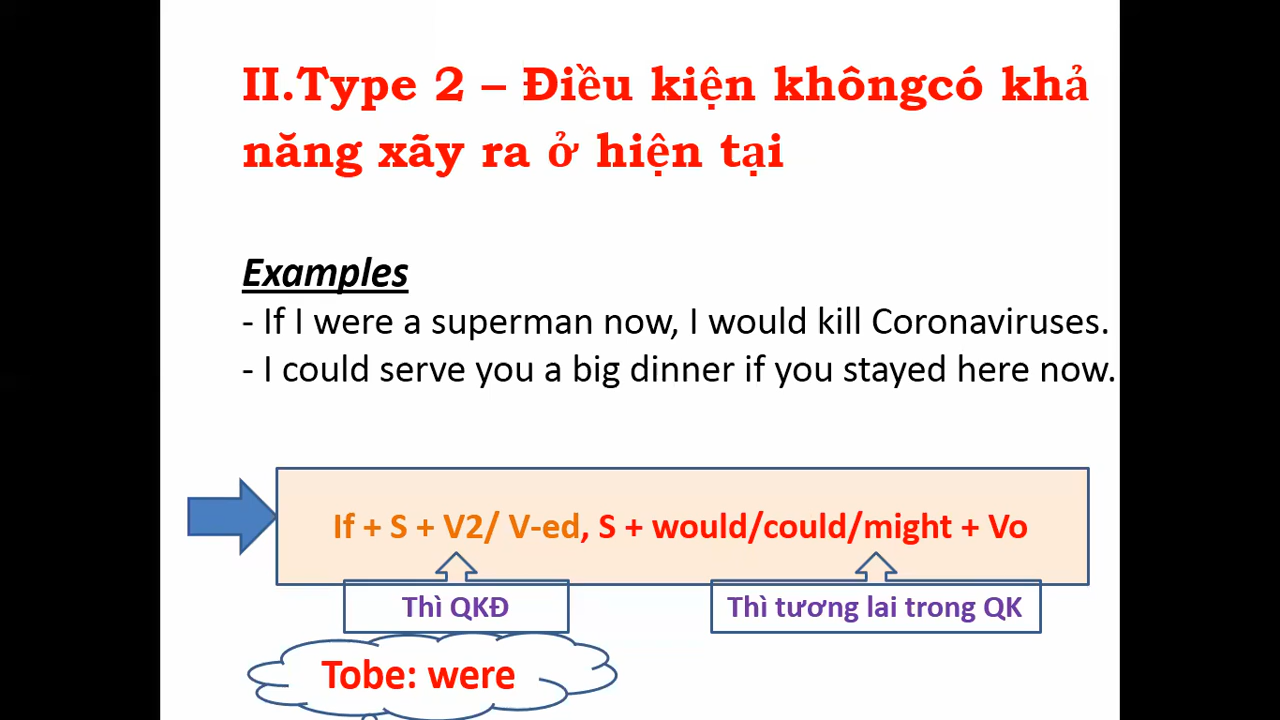 II.Type 2 – Điều kiện khôngcó khả
năng xãy ra ở hiện tại
Examples
- If I were a superman now, I would kill Coronaviruses.
- I could serve you a big dinner if you stayed here now.
If + S + V2/ V-ed, S + would/could/might + Vo
Thì QKĐ
Thì tương lai trong QK
Tobe: were